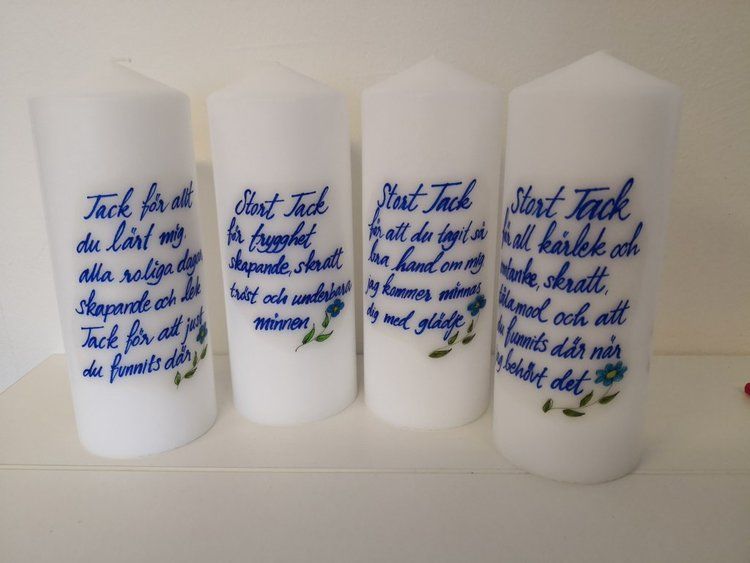 Tack för allt
du lärt mig,
alla roliga dagar
skapande och lek
Tack för att just
du funnits där
Stort Tack
för trygghet
skapande, skratt
tröst och underbara
minnen
Stort Tack
för att du tagit så
bra hand om mig
jag kommer minnas
dig med glädje
Stort Tack
för all kärlek och
omtanke, skratt,
tålamod och att
du funnits där när
jag behövt det